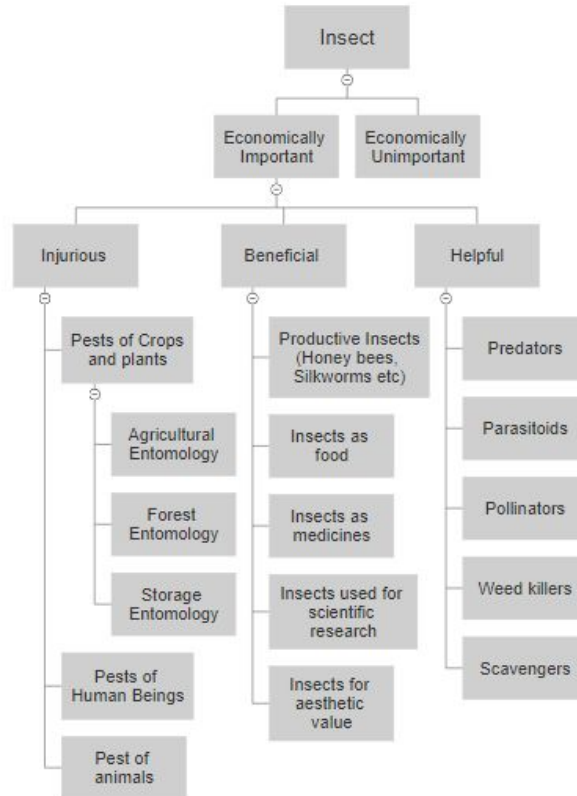 Insect
Economically
Important
Economically
Unimportant
Injurious
Beneficial
Helpful
Pests of Crops
and plants
Agricultural
Entomology
Forest
Entomology
Storage
Entomology
Pests of
Human Beings
Pest of
animals
Productive Insects
(Honey bees,
Silkworms etc)
Insects as
food
Insects as
medicines
Insects used for
scientific
research
Insects for
aesthetic
value
Predators
Parasitoids
Pollinators
Weed killers
Scavengers